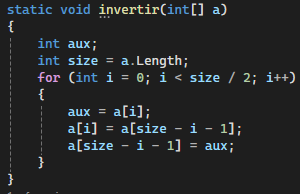 static void invertir(int[] a)
{
int aux;
int size = a.Length;
for (int i = 0; i < size / 2; i++)
{
aux = a[i];
a[i] = a[size - i - 1];
a[size - i - 1] = aux;
}
}